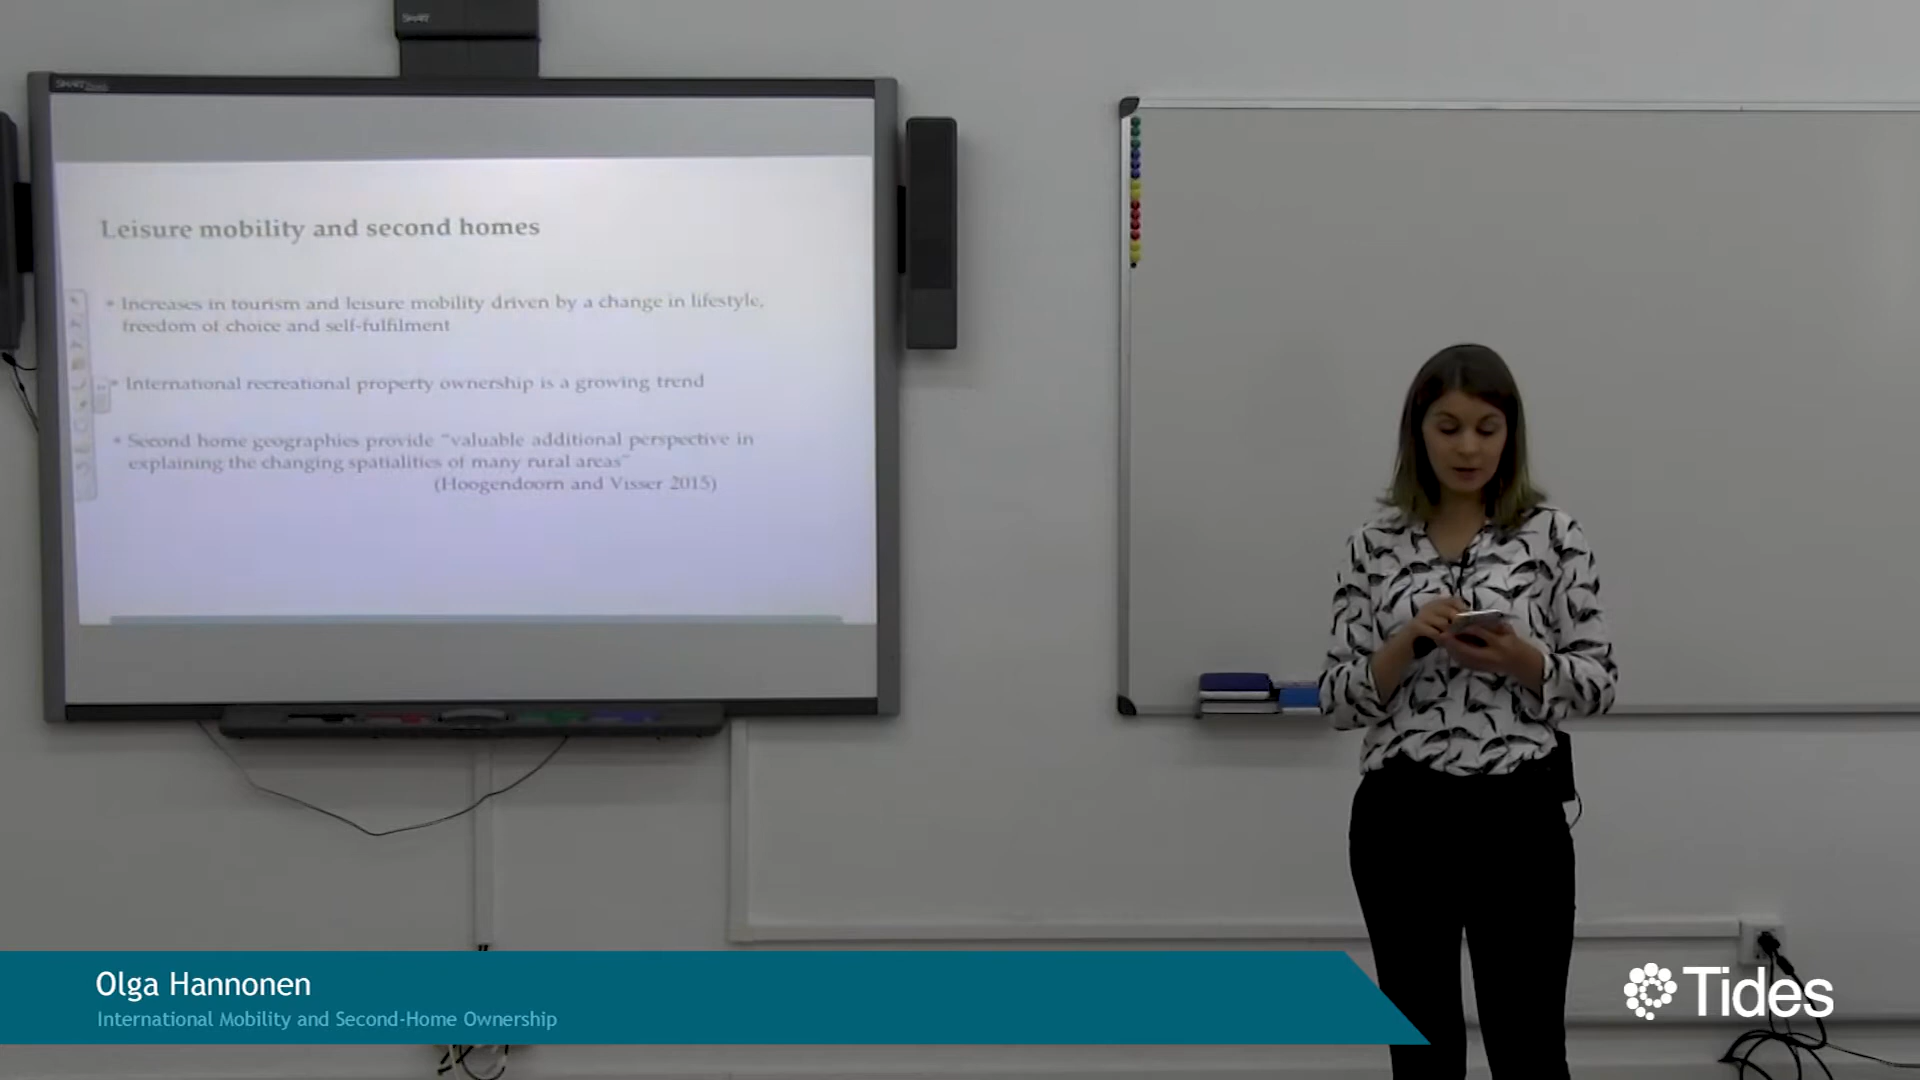 SMART
SMART
Leisure mobility and second homes
• Increases in tourism and leisure mobility driven by a change in lifestyle,
freedom of choice and self-fulfilment
• International recreational property ownership is a growing trend
• Second home geographies provide "valuable additional perspective in
explaining the changing spatialities of many rural areas"
(Hoogendoorn and Visser 2015)
Olga Hannonen
International Mobility and Second-Home Ownership
Tides